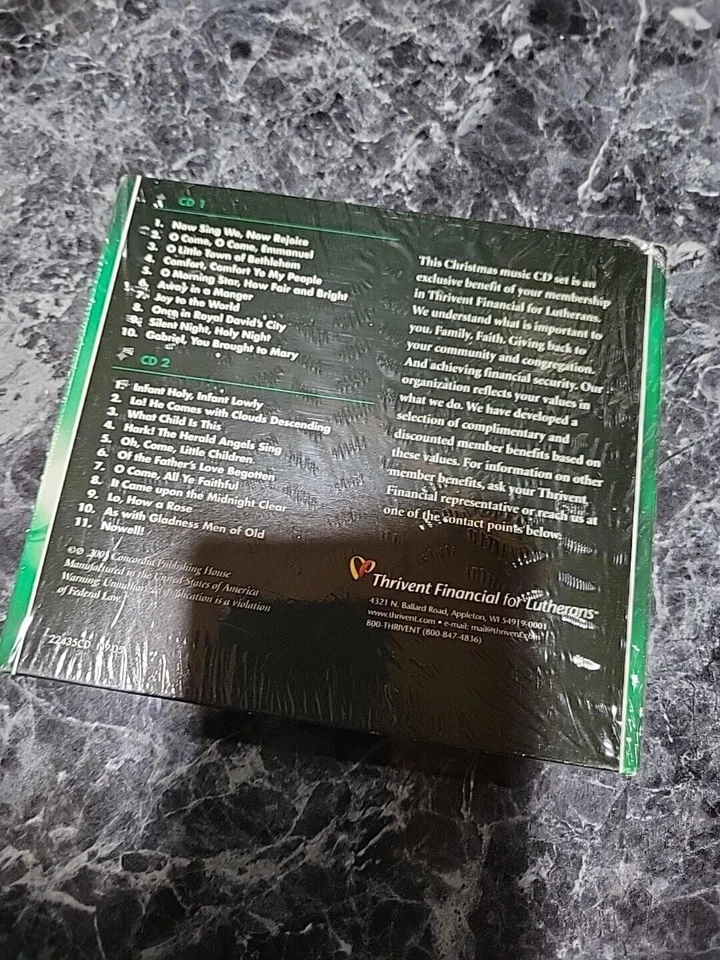 CD 1
1. Now Sing We, Now Rejoice
2. O Come, O Come, Emmanuel
3. O Little Town of Bethlehem
4. Comfort, Comfort Ye My People
5. O Morning Star, How Fair and Bright
6. Away in a Manger
7. Joy to the World
8. Once in Royal David's City
9. Silent Night, Holy Night
10. Gabriel, You Brought to Mary
CD 2
1. Infant Holy, Infant Lowly
2. Lo! He Comes with Clouds Descending
3. What Child Is This
4. Hark! The Herald Angels Sing
5. Oh, Come, Little Children
6. Of the Father's Love Begotten
7. O Come, All Ye Faithful
8. It Came upon the Midnight Clear
9. Lo, How a Rose
10. As with Gladness Men of Old
11. Nowell!
Concordia Publishing House
Manufactured in the United States of America
Warning: Unauthorized duplication is a violation
of Federal Law.
22435CD
This Christmas music CD set is an
exclusive benefit of your membership
in Thrivent Financial for Lutherans.
We understand what is important to
you. Family. Faith. Giving back to
your community and congregation.
And achieving financial security. Our
organization reflects your values in
what we do. We have developed a
selection of complimentary and
discounted member benefits based on
these values. For information on other
member benefits, ask your Thrivent
Financial representative or reach us at
one of the contact points below.
Thrivent Financial for Lutherans™
4321 N. Ballard Road, Appleton, WI 54919-0001
www.thrivent.com • e-mail: mail@thrivent.com
800-THRIVENT (800-847-4836)